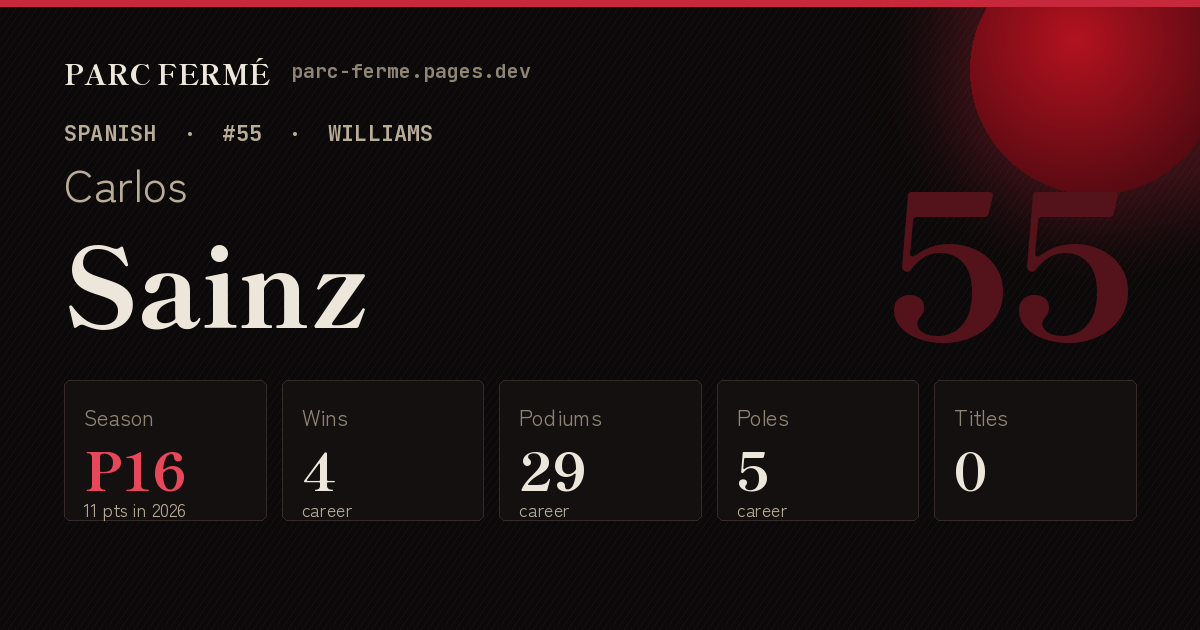 PARC FERMÉ parc-ferme.pages.dev
SPANISH · #55 · WILLIAMS
Carlos
Sainz
55
Season Wins Podiums Poles Titles
P16 4 29 5 0
11 pts in 2026 career career career